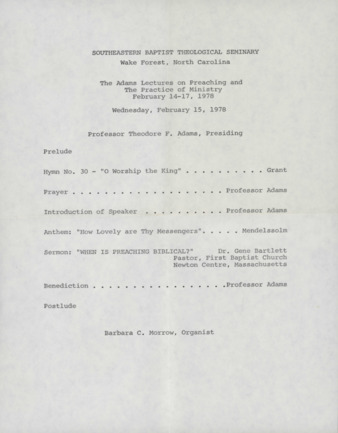 SOUTHEASTERN BAPTIST THEOLOGICAL SEMINARY
Wake Forest, North Carolina
The Adams Lectures on Preaching and
The Practice of Ministry
February 14-17, 1978
Wednesday, February 15, 1978
Professor Theodore F. Adams, Presiding
Prelude
Hymn No. 30 - "O Worship the King" . . . . . . . . . . Grant
Prayer . . . . . . . . . . . . . . . . . . . Professor Adams
Introduction of Speaker . . . . . . . . . . Professor Adams
Anthem: "How Lovely are Thy Messengers". . . . . Mendelssohn
Sermon: "WHEN IS PREACHING BIBLICAL?" Dr. Gene Bartlett
Pastor, First Baptist Church
Newton Centre, Massachusetts
Benediction . . . . . . . . . . . . . . . . .Professor Adams
Postlude
Barbara C. Morrow, Organist